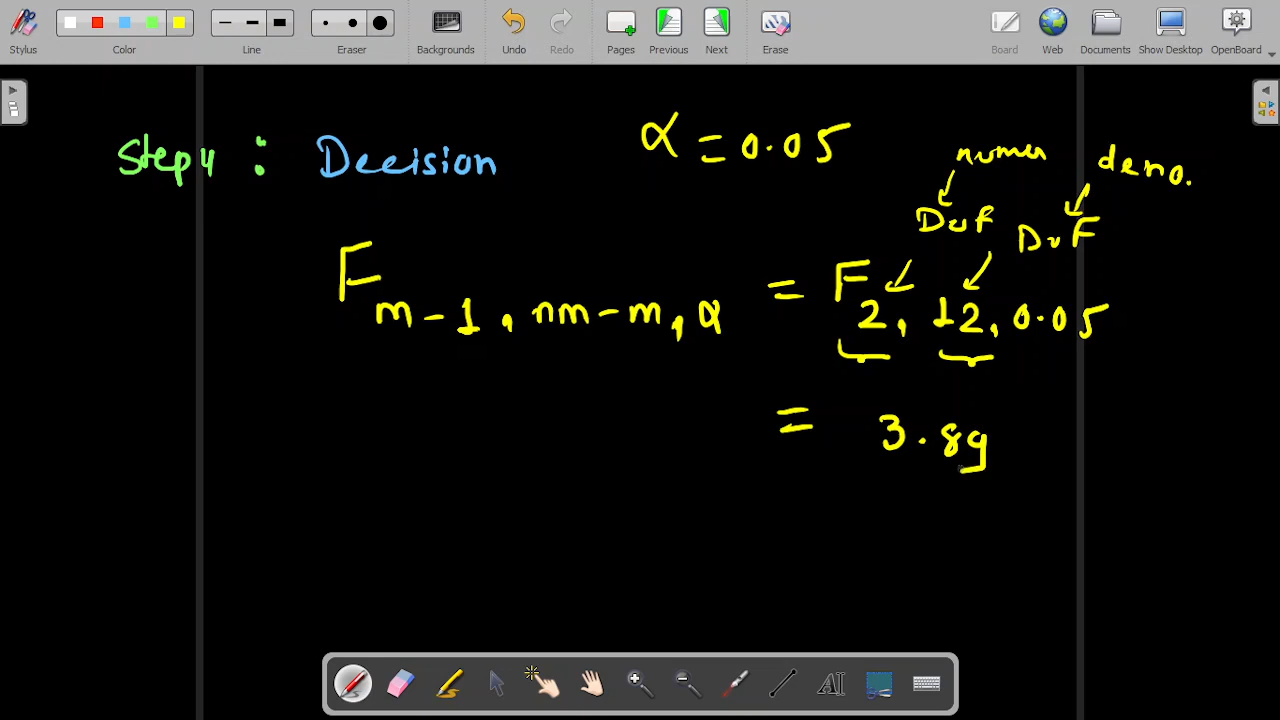 Stylus Color Line Eraser Backgrounds Undo Redo Pages Previous Next Erase Board Web Documents Show Desktop OpenBoard
α = 0.05
Step 4 : Decision
numer deno.
DoF DoF
F m-1, nm-m, α = F 2, 12, 0.05
= 3.89
AI